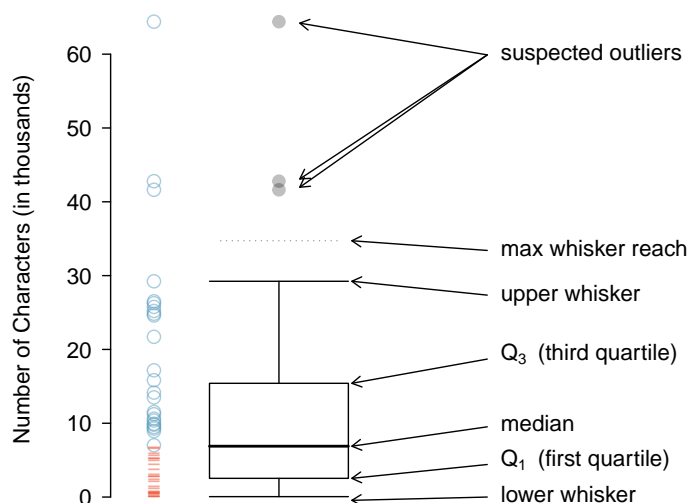 Number of Characters (in thousands)
60
50
40
30
20
10
0
suspected outliers
max whisker reach
upper whisker
Q3 (third quartile)
median
Q1 (first quartile)
lower whisker